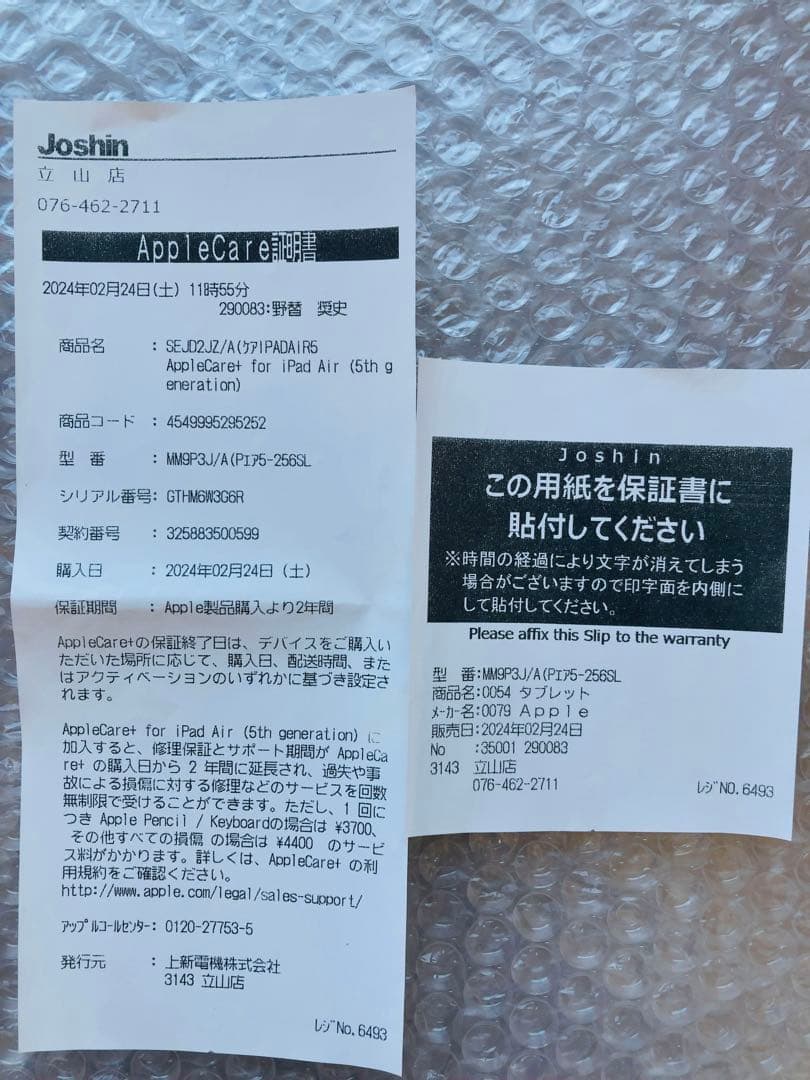 Joshin
立山店
076-462-2711
AppleCare証明書
2024年02月24日(土) 11時55分
290083:野替 奨史
商品名 : SEJD2JZ/A(ｹｱIPADAIR5
AppleCare+ for iPad Air (5th g
eneration)
商品コード : 4549995295252
型番 : MM9P3J/A(Pｴｱ5-256SL
シリアル番号: GTHM6W3G6R
契約番号 : 325883500599
購入日 : 2024年02月24日 (土)
保証期間 : Apple製品購入より2年間
AppleCare+の保証終了日は、デバイスをご購入い
ただいた場所に応じて、購入日、配送時間、また
はアクティベーションのいずれかに基づき設定さ
れます。
AppleCare+ for iPad Air (5th generation) に
加入すると、修理保証とサポート期間が AppleCa
re+ の購入日から 2 年間に延長され、過失や事
故による損傷に対する修理などのサービスを回数
無制限で受けることができます。ただし、1 回に
つき Apple Pencil / Keyboardの場合は ¥3700、
その他すべての損傷 の場合は ¥4400 のサービ
ス料がかかります。詳しくは、AppleCare+ の利
用規約をご確認ください。
http://www.apple.com/legal/sales-support/
ｱｯﾌﾟﾙｺｰﾙｾﾝﾀｰ: 0120-27753-5
発行元 : 上新電機株式会社
3143 立山店
ﾚｼﾞNo.6493
Joshin
この用紙を保証書に
貼付してください
※時間の経過により文字が消えてしまう
場合がございますので印字面を内側に
して貼付してください。
Please affix this Slip to the warranty
型 番:MM9P3J/A(Pｴｱ5-256SL
商品名:0054 タブレット
ﾒｰｶｰ名:0079 Ａｐｐｌｅ
販売日:2024年02月24日
No :35001 290083
3143 立山店
076-462-2711
ﾚｼﾞNO.6493